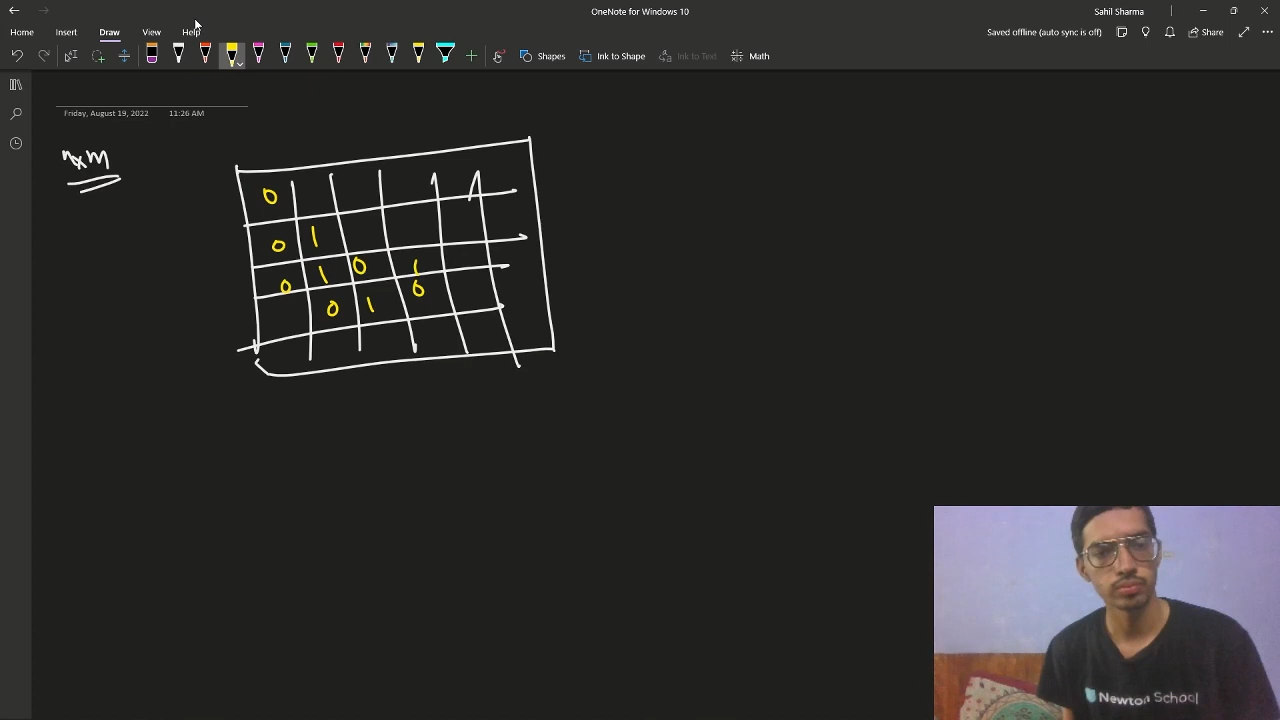 OneNote for Windows 10
Sahil Sharma
Home Insert Draw View Help
Saved offline (auto sync is off) Share
Shapes Ink to Shape Ink to Text Math
Friday, August 19, 2022 11:26 AM
nxm
0
0 1
0 1 0 1
0 1 0
Newton School